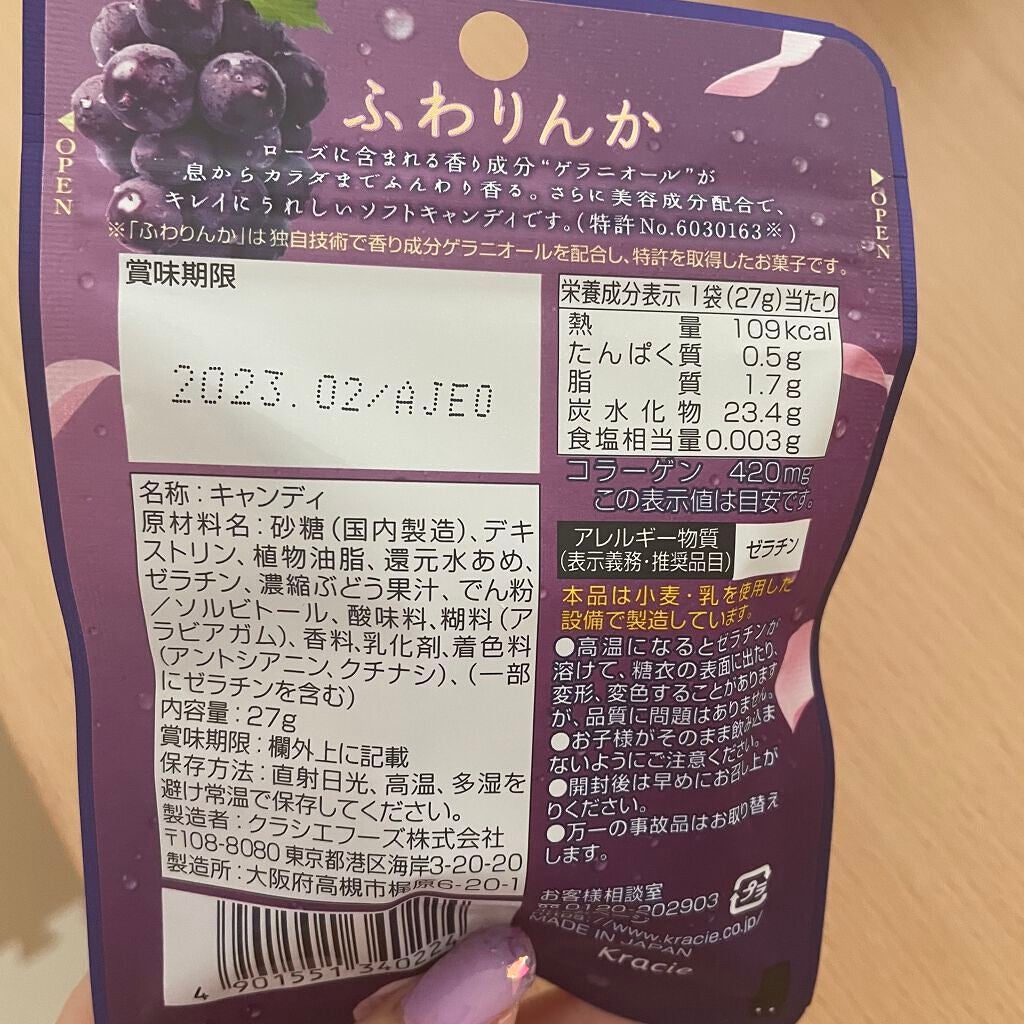 OPEN
OPEN
ふわりんか
ローズに含まれる香り成分"ゲラニオール"が
息からカラダまでふんわり香る。さらに美容成分配合で、
キレイにうれしいソフトキャンディです。(特許No.6030163※)
※「ふわりんか」は独自技術で香り成分ゲラニオールを配合し、特許を取得したお菓子です。
賞味期限
2023.02/AJE0
名称:キャンディ
原材料名:砂糖(国内製造)、デキ
ストリン、植物油脂、還元水あめ、
ゼラチン、濃縮ぶどう果汁、でん粉
/ソルビトール、酸味料、糊料(ア
ラビアガム)、香料、乳化剤、着色料
(アントシアニン、クチナシ)、(一部
にゼラチンを含む)
内容量:27g
賞味期限:欄外上に記載
保存方法:直射日光、高温、多湿を
避け常温で保存してください。
製造者:クラシエフーズ株式会社
〒108-8080 東京都港区海岸3-20-20
製造所:大阪府高槻市梶原6-20-1
4 901551 34022
栄養成分表示 1袋(27g)当たり
熱量 109kcal
たんぱく質 0.5g
脂質 1.7g
炭水化物 23.4g
食塩相当量 0.003g
コラーゲン 420mg
この表示値は目安です。
アレルギー物質
(表示義務・推奨品目)
ゼラチン
本品は小麦・乳を使用した
設備で製造しています。
●高温になるとゼラチンが
溶けて、糖衣の表面に出たり、
変形、変色することがあります
が、品質に問題はありません。
●お子様がそのまま飲み込ま
ないようにご注意ください。
●開封後は早めにお召し上が
りください。
●万一の事故品はお取り替え
します。
お客様相談室
0120-202903
プラ
https://www.kracie.co.jp/
MADE IN JAPAN
Kracie